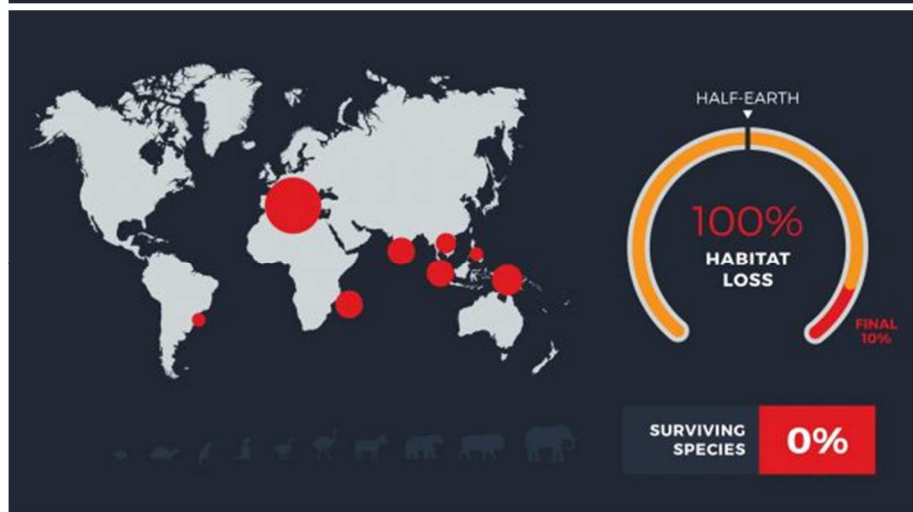 HALF-EARTH
100%
HABITAT
LOSS
FINAL
10%
SURVIVING
SPECIES
0%